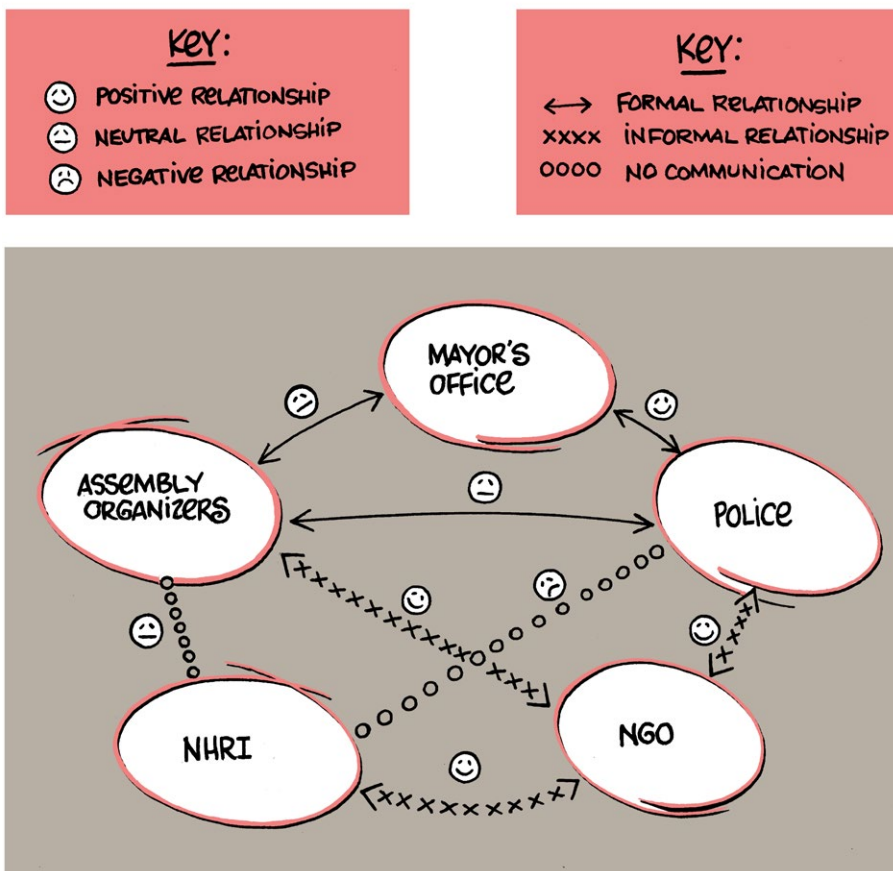 KEY:
POSITIVE RELATIONSHIP
NEUTRAL RELATIONSHIP
NEGATIVE RELATIONSHIP
KEY:
FORMAL RELATIONSHIP
xxxx INFORMAL RELATIONSHIP
oooo NO COMMUNICATION
MAYOR'S
OFFICE
ASSEMBLY
ORGANIZERS
POLICE
NHRI
NGO